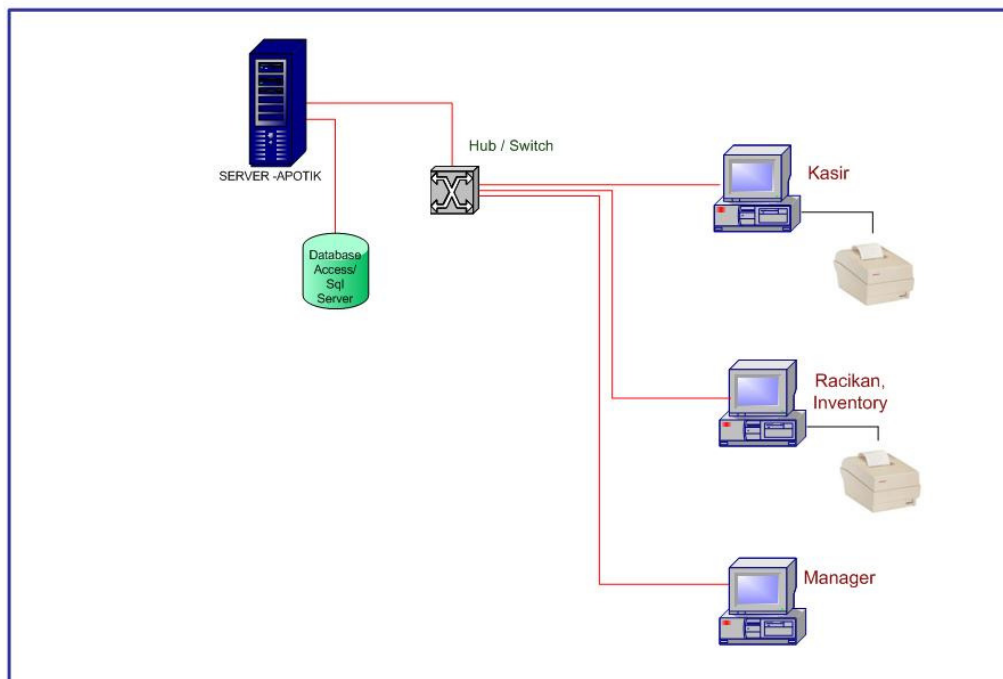 SERVER -APOTIK
Hub / Switch
Database
Access/
Sql
Server
Kasir
Racikan,
Inventory
Manager